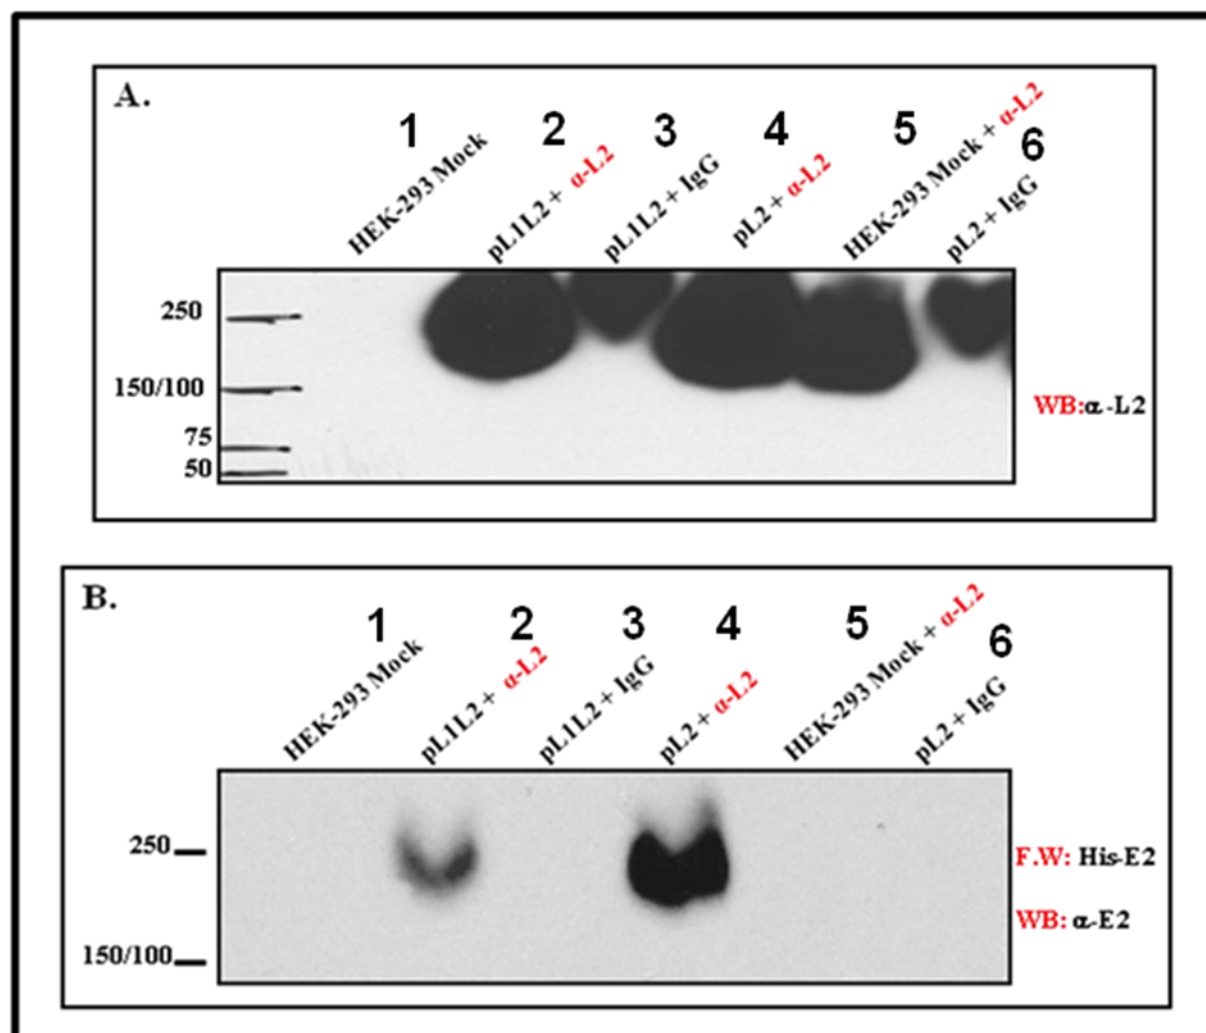 A.
1
HEK-293 Mock
2
pL1L2 + α-L2
3
pL1L2 + IgG
4
pL2 + α-L2
5
HEK-293 Mock + α-L2
6
pL2 + IgG
250
150/100
75
50
WB:α-L2
B.
1
HEK-293 Mock
2
pL1L2 + α-L2
3
pL1L2 + IgG
4
pL2 + α-L2
5
HEK-293 Mock + α-L2
6
pL2 + IgG
250
150/100
F.W: His-E2
WB: α-E2